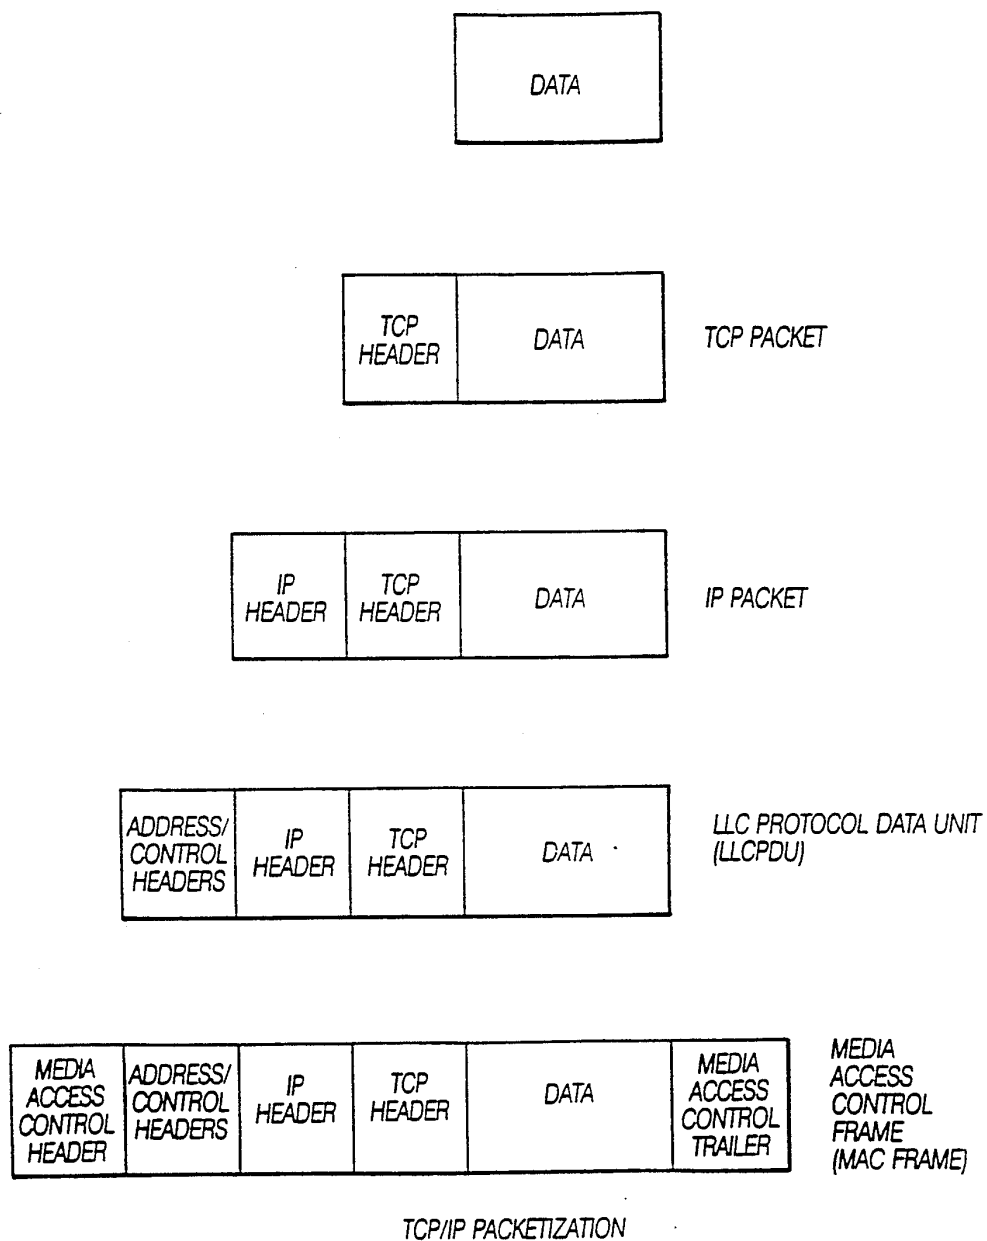 DATA
TCP
HEADER
DATA
TCP PACKET
IP
HEADER
TCP
HEADER
DATA
IP PACKET
ADDRESS/
CONTROL
HEADERS
IP
HEADER
TCP
HEADER
DATA
LLC PROTOCOL DATA UNIT
(LLCPDU)
MEDIA
ACCESS
CONTROL
HEADER
ADDRESS/
CONTROL
HEADERS
IP
HEADER
TCP
HEADER
DATA
MEDIA
ACCESS
CONTROL
TRAILER
MEDIA
ACCESS
CONTROL
FRAME
(MAC FRAME)
TCP/IP PACKETIZATION